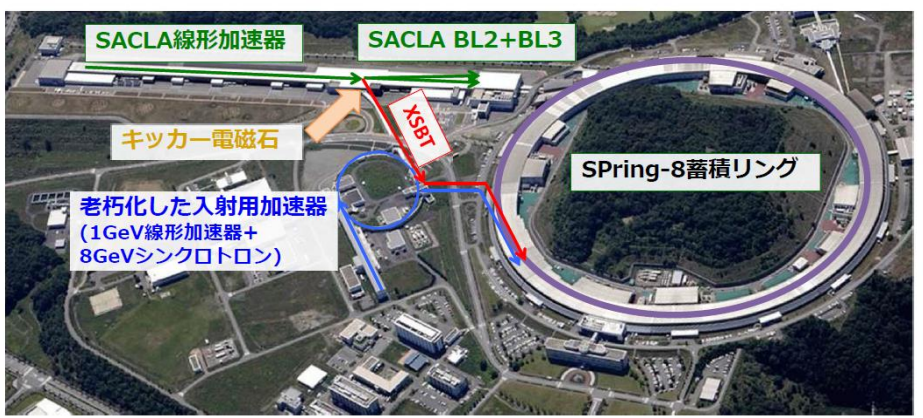 SACLA線形加速器
SACLA BL2+BL3
キッカー電磁石
XSBT
SPring-8蓄積リング
老朽化した入射用加速器
(1GeV線形加速器+
8GeVシンクロトロン)